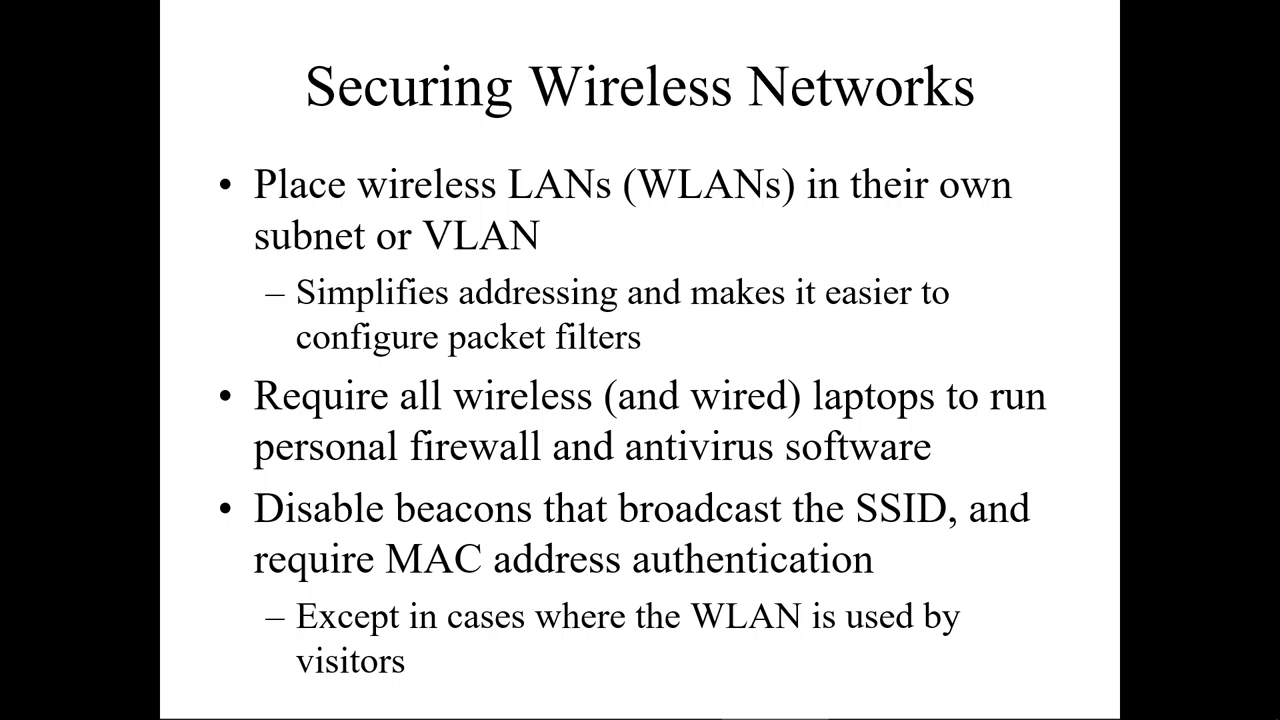 Securing Wireless Networks
• Place wireless LANs (WLANs) in their own
subnet or VLAN
– Simplifies addressing and makes it easier to
configure packet filters
• Require all wireless (and wired) laptops to run
personal firewall and antivirus software
• Disable beacons that broadcast the SSID, and
require MAC address authentication
– Except in cases where the WLAN is used by
visitors